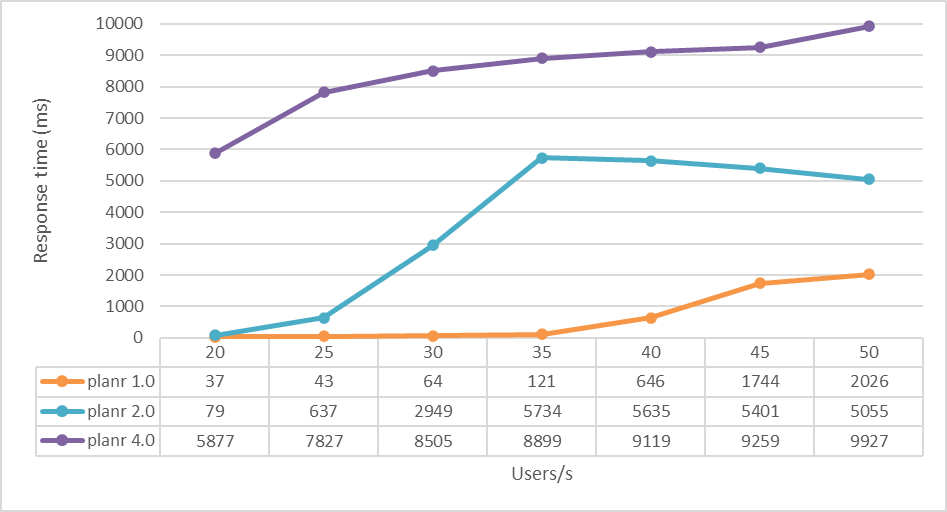 10000
9000
8000
7000
6000
5000
4000
3000
2000
1000
0
Response time (ms)
20 25 30 35 40 45 50
planr 1.0 37 43 64 121 646 1744 2026
planr 2.0 79 637 2949 5734 5635 5401 5055
planr 4.0 5877 7827 8505 8899 9119 9259 9927
Users/s